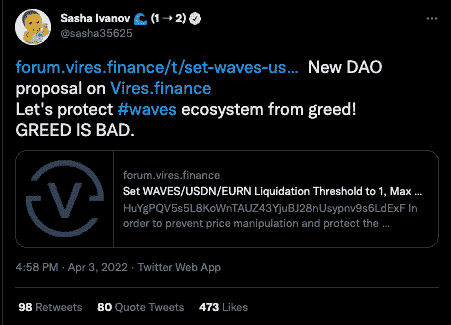 Sasha Ivanov 🌊 (1 → 2)
@sasha35625
forum.vires.finance/t/set-waves-us… New DAO
proposal on Vires.finance
Let's protect #waves ecosystem from greed!
GREED IS BAD.
forum.vires.finance
Set WAVES/USDN/EURN Liquidation Threshold to 1, Max ...
HuYgPQV5s5L8KoWnTAUZ43YjuBJ28nUsypnv9s6LdExF In
order to prevent price manipulation and protect the ...
4:58 PM · Apr 3, 2022 · Twitter Web App
98 Retweets 80 Quote Tweets 473 Likes